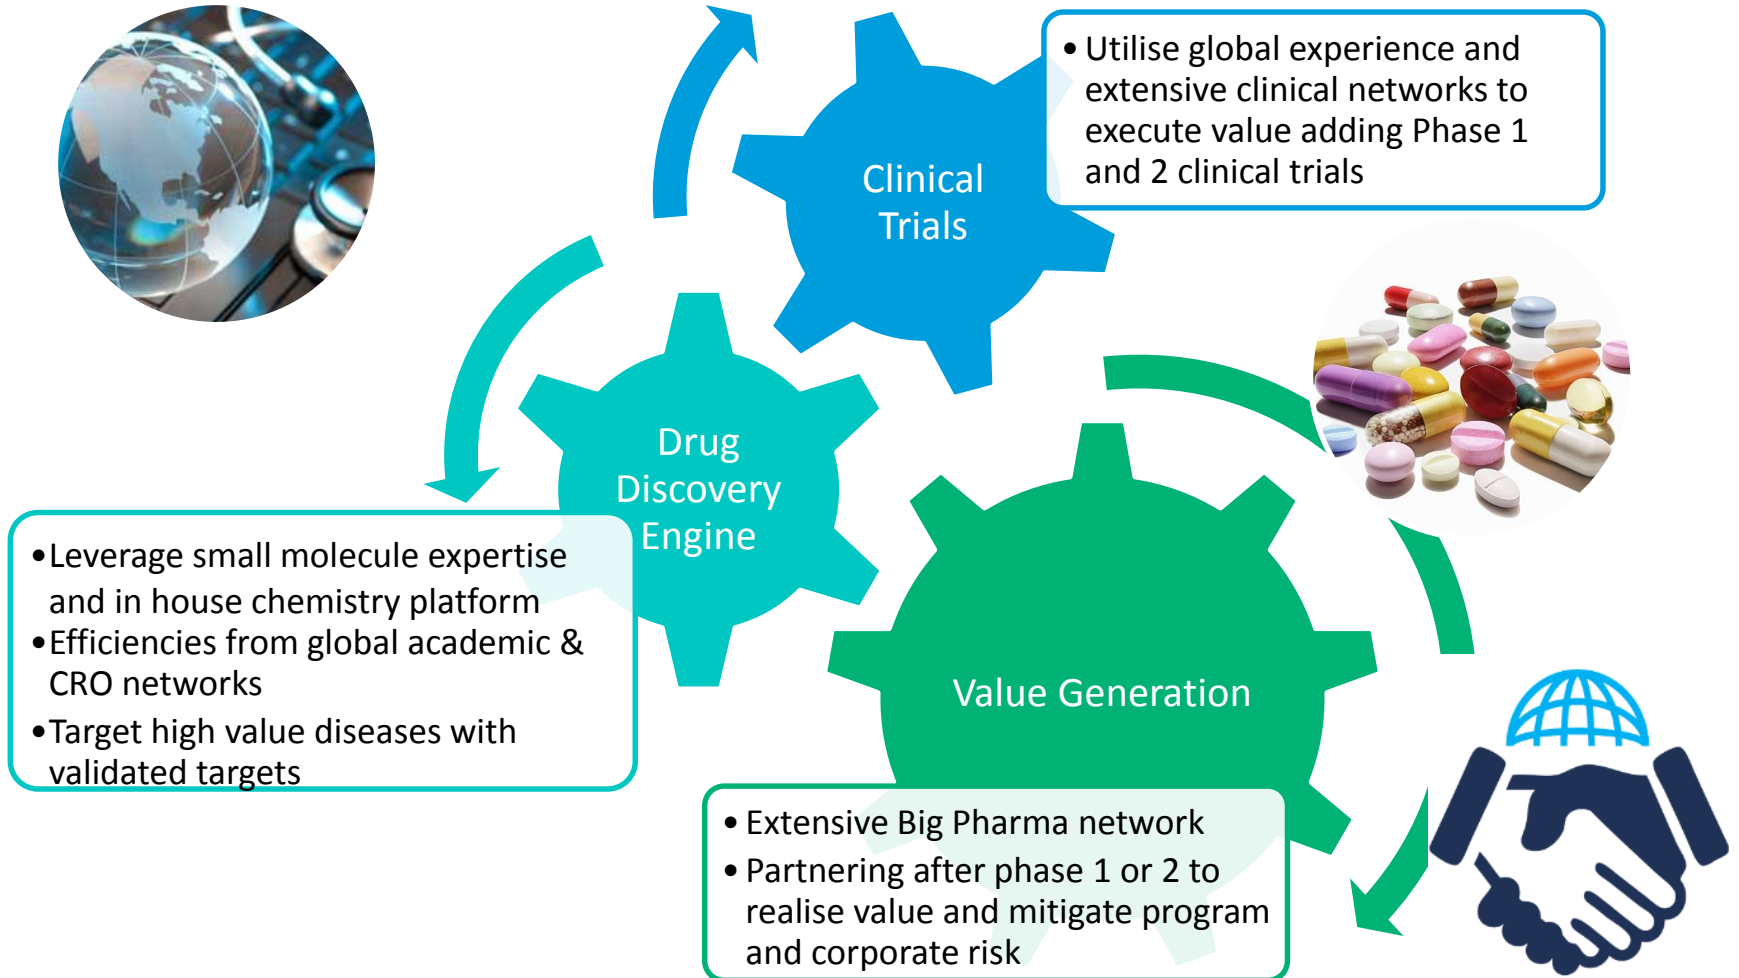 Clinical
Trials
• Utilise global experience and
extensive clinical networks to
execute value adding Phase 1
and 2 clinical trials
Drug
Discovery
Engine
•Leverage small molecule expertise
and in house chemistry platform
•Efficiencies from global academic &
CRO networks
•Target high value diseases with
validated targets
Value Generation
• Extensive Big Pharma network
• Partnering after phase 1 or 2 to
realise value and mitigate program
and corporate risk